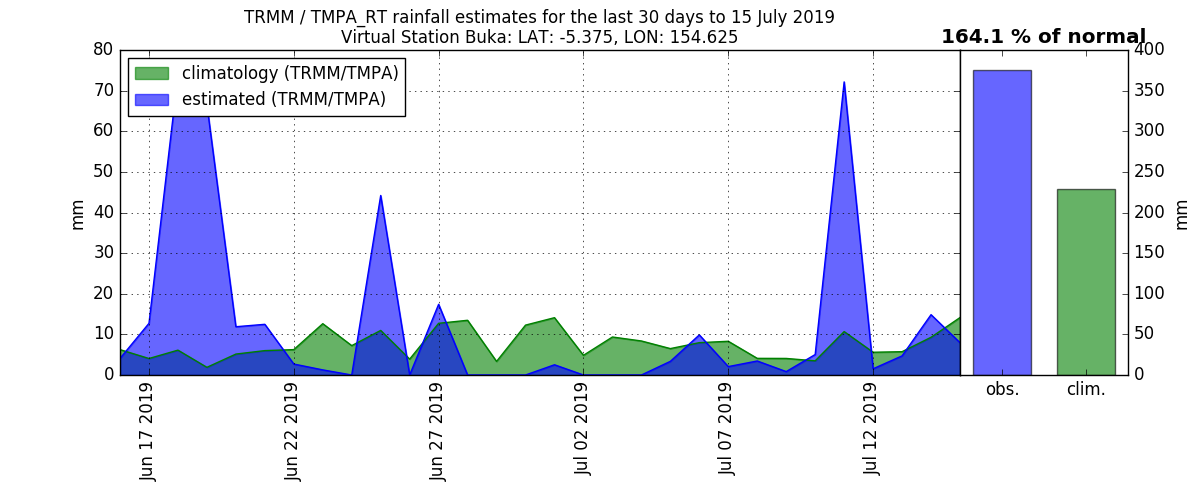 TRMM / TMPA_RT rainfall estimates for the last 30 days to 15 July 2019
Virtual Station Buka: LAT: -5.375, LON: 154.625
164.1 % of normal
climatology (TRMM/TMPA)
estimated (TRMM/TMPA)
80
70
60
50
40
30
20
10
0
mm
Jun 17 2019
Jun 22 2019
Jun 27 2019
Jul 02 2019
Jul 07 2019
Jul 12 2019
obs.
clim.
400
350
300
250
200
150
100
50
0
mm